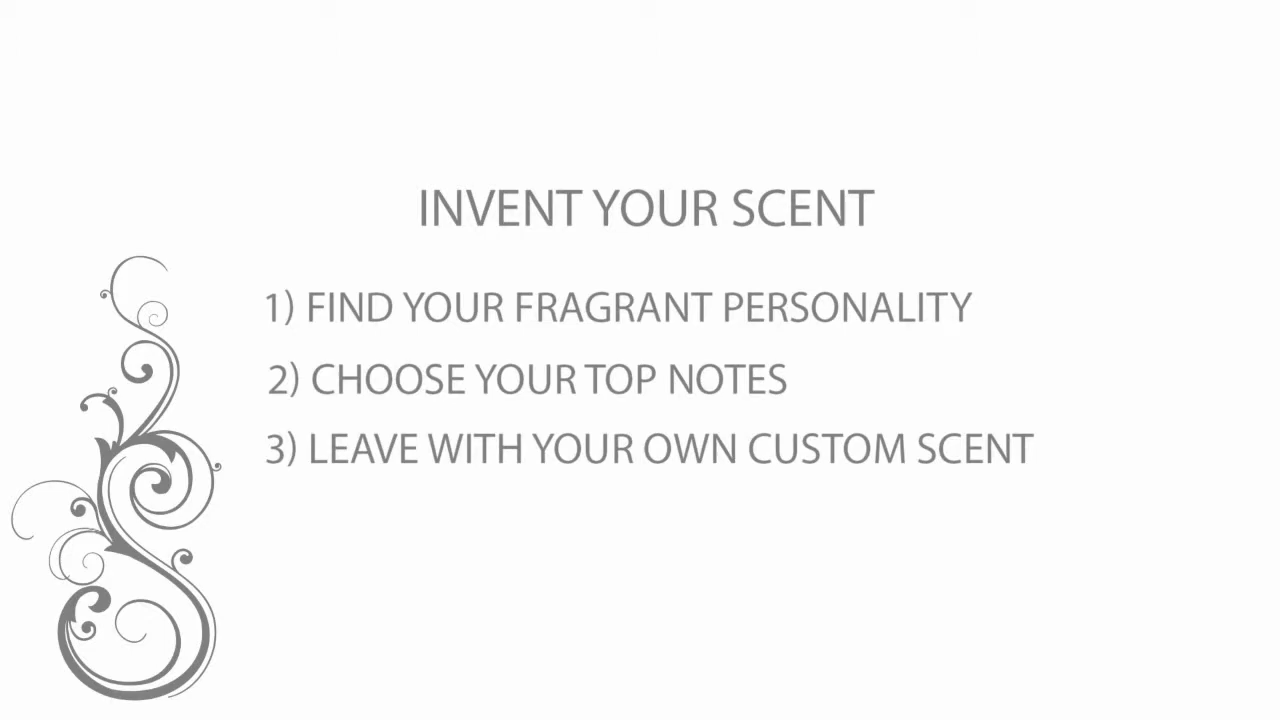 INVENT YOUR SCENT
1) FIND YOUR FRAGRANT PERSONALITY
2) CHOOSE YOUR TOP NOTES
3) LEAVE WITH YOUR OWN CUSTOM SCENT